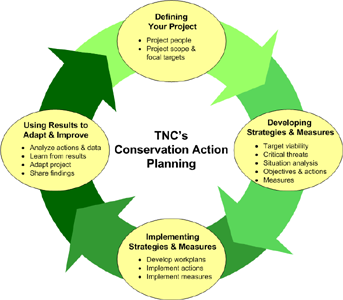 Defining
Your Project
• Project people
• Project scope &
focal targets
Using Results to
Adapt & Improve
• Analyze actions & data
• Learn from results
• Adapt project
• Share findings
TNC's
Conservation Action
Planning
Developing
Strategies & Measures
• Target viability
• Critical threats
• Situation analysis
• Objectives & actions
• Measures
Implementing
Strategies & Measures
• Develop workplans
• Implement actions
• Implement measures